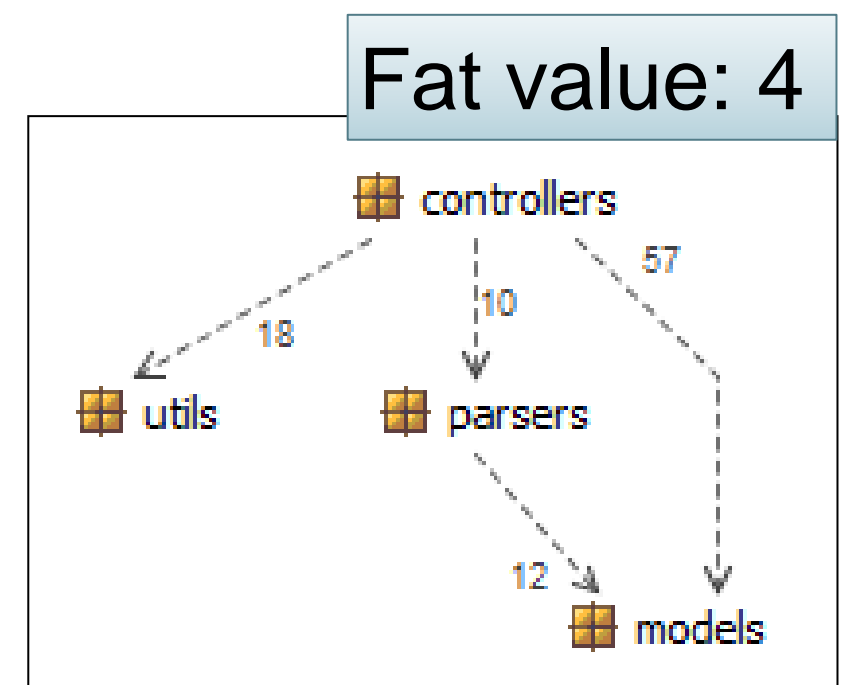 Fat value: 4
controllers
57
10
18
utils
parsers
12
models